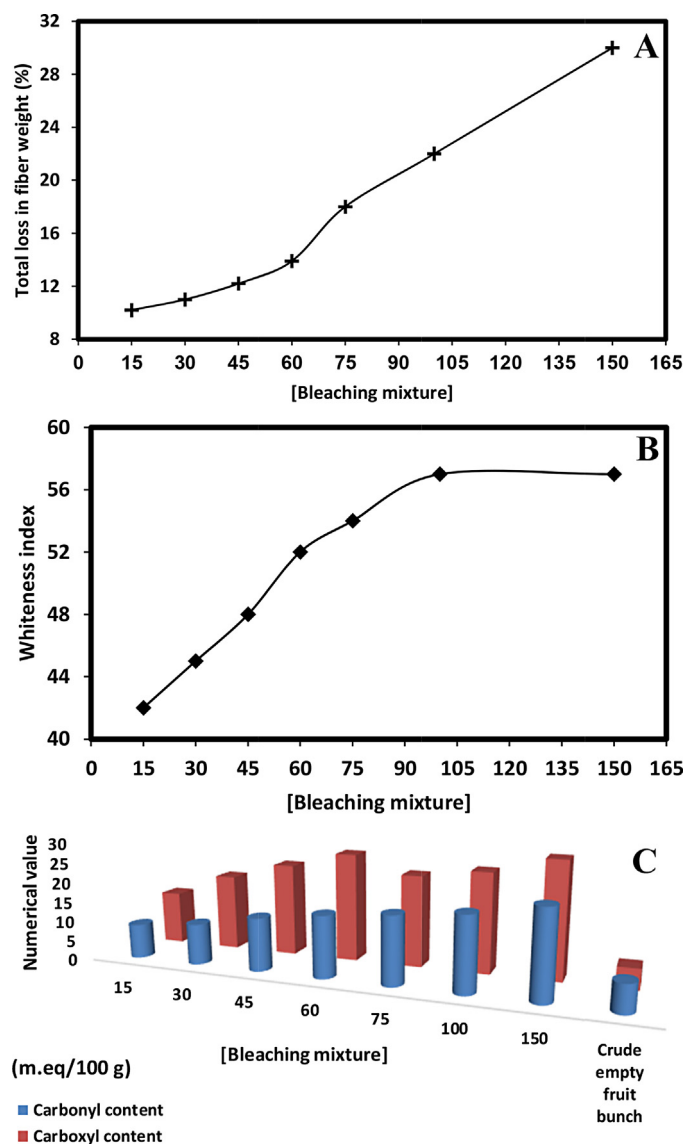 A
Total loss in fiber weight (%)
32
28
24
20
16
12
8
0 15 30 45 60 75 90 105 120 135 150 165
[Bleaching mixture]
B
Whiteness index
60
56
52
48
44
40
0 15 30 45 60 75 90 105 120 135 150 165
[Bleaching mixture]
C
Numerical value
30
25
20
15
10
5
0
15 30 45 60 75 100 150 Crude
empty
fruit
bunch
[Bleaching mixture]
(m.eq/100 g)
Carbonyl content
Carboxyl content